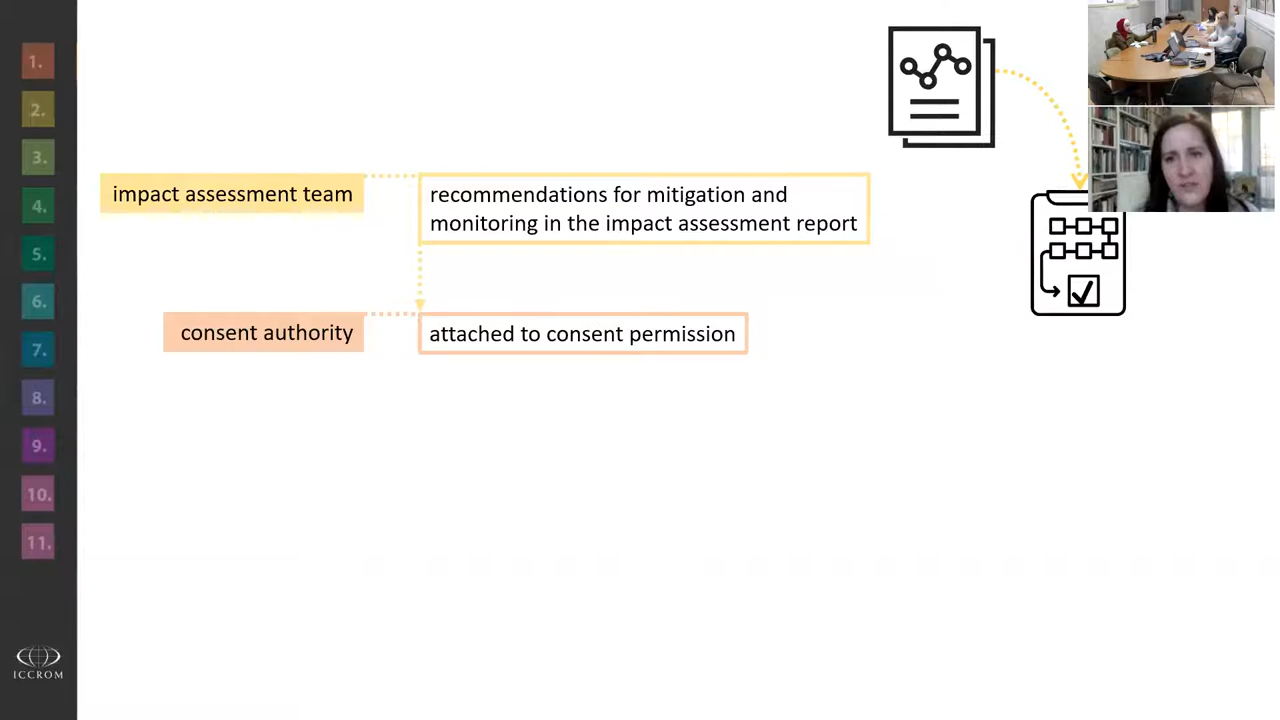 1.
2.
3.
4.
5.
6.
7.
8.
9.
10.
11.
ICCROM
impact assessment team
recommendations for mitigation and
monitoring in the impact assessment report
consent authority
attached to consent permission